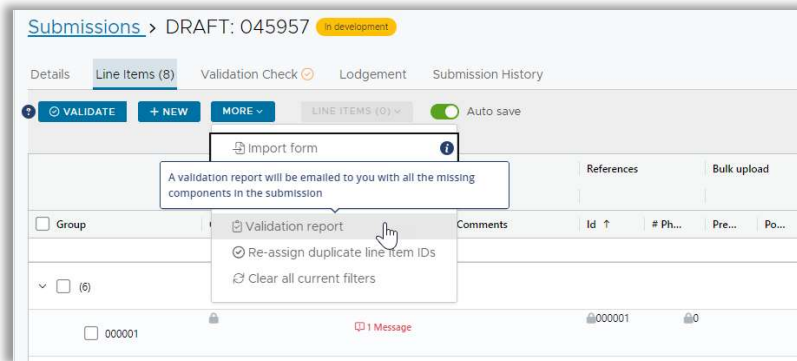 Submissions > DRAFT: 045957 In development
Details Line Items (8) Validation Check Lodgement Submission History
? VALIDATE + NEW MORE LINE ITEMS (0) Auto save
Import form i
A validation report will be emailed to you with all the missing
components in the submission
References Bulk upload
Group Comments Id ↑ # Ph... Pre... Po...
Validation report
Re-assign duplicate line item IDs
Clear all current filters
(6)
000001 1 Message 000001 0